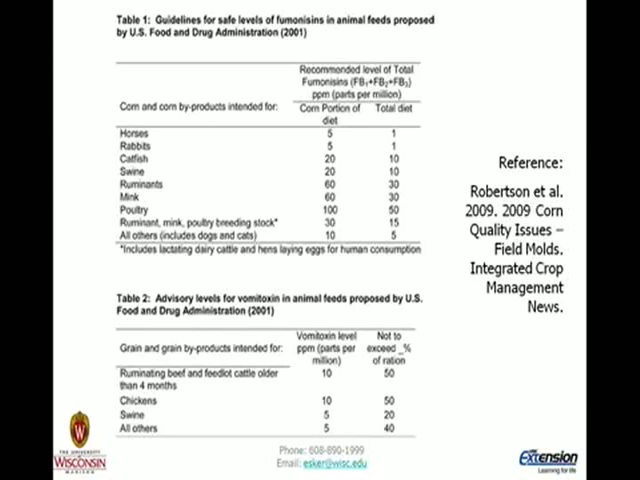 Table 1: Guidelines for safe levels of fumonisins in animal feeds proposed
by U.S. Food and Drug Administration (2001)
Recommended level of Total
Fumonisins (FB1+FB2+FB3)
ppm (parts per million)
Corn and corn by-products intended for: Corn Portion of diet Total diet
Horses 5 1
Rabbits 5 1
Catfish 20 10
Swine 20 10
Ruminants 60 30
Mink 60 30
Poultry 100 50
Ruminant, mink, poultry breeding stock* 30 15
All others (includes dogs and cats) 10 5
*Includes lactating dairy cattle and hens laying eggs for human consumption
Reference:
Robertson et al.
2009. 2009 Corn
Quality Issues –
Field Molds.
Integrated Crop
Management
News.
Table 2: Advisory levels for vomitoxin in animal feeds proposed by U.S.
Food and Drug Administration (2001)
Grain and grain by-products intended for: Vomitoxin level ppm (parts per million) Not to exceed _% of ration
Ruminating beef and feedlot cattle older than 4 months 10 50
Chickens 10 50
Swine 5 20
All others 5 40
W
THE UNIVERSITY
of
WISCONSIN
MADISON
Phone: 608-890-1999
Email: esker@wisc.edu
Extension
Learning for life